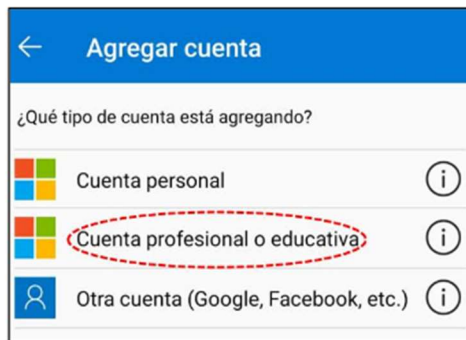 Agregar cuenta
¿Qué tipo de cuenta está agregando?
Cuenta personal
Cuenta profesional o educativa
Otra cuenta (Google, Facebook, etc.)